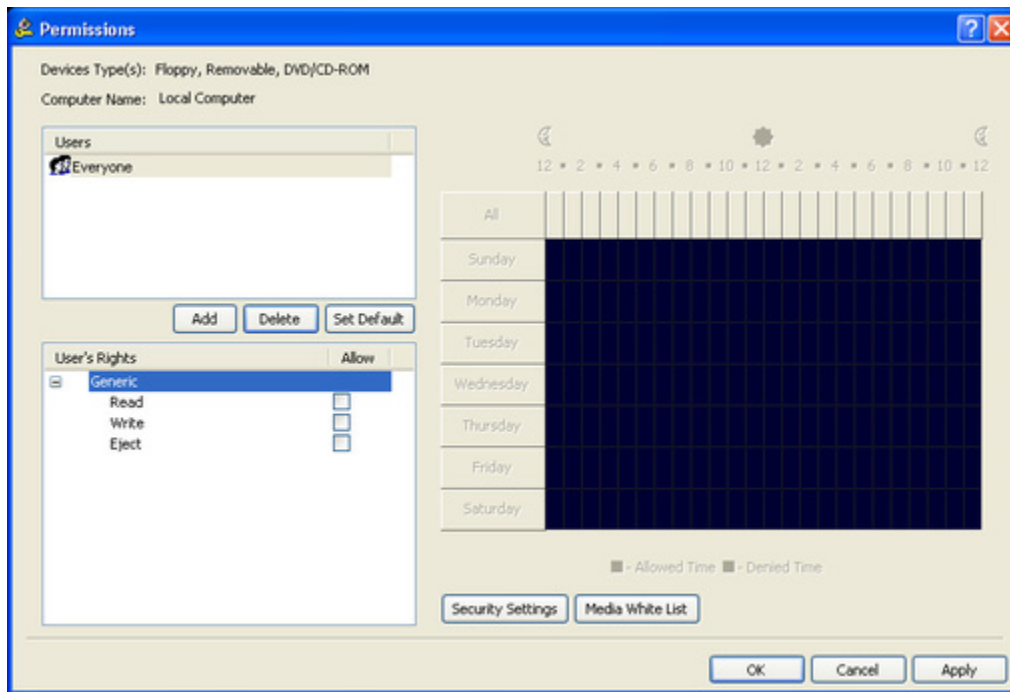 Permissions
Devices Type(s): Floppy, Removable, DVD/CD-ROM
Computer Name: Local Computer
Users
Everyone
Add Delete Set Default
User's Rights Allow
Generic
Read
Write
Eject
12 • 2 • 4 • 6 • 8 • 10 • 12 • 2 • 4 • 6 • 8 • 10 • 12
All
Sunday
Monday
Tuesday
Wednesday
Thursday
Friday
Saturday
- Allowed Time - Denied Time
Security Settings Media White List
OK Cancel Apply